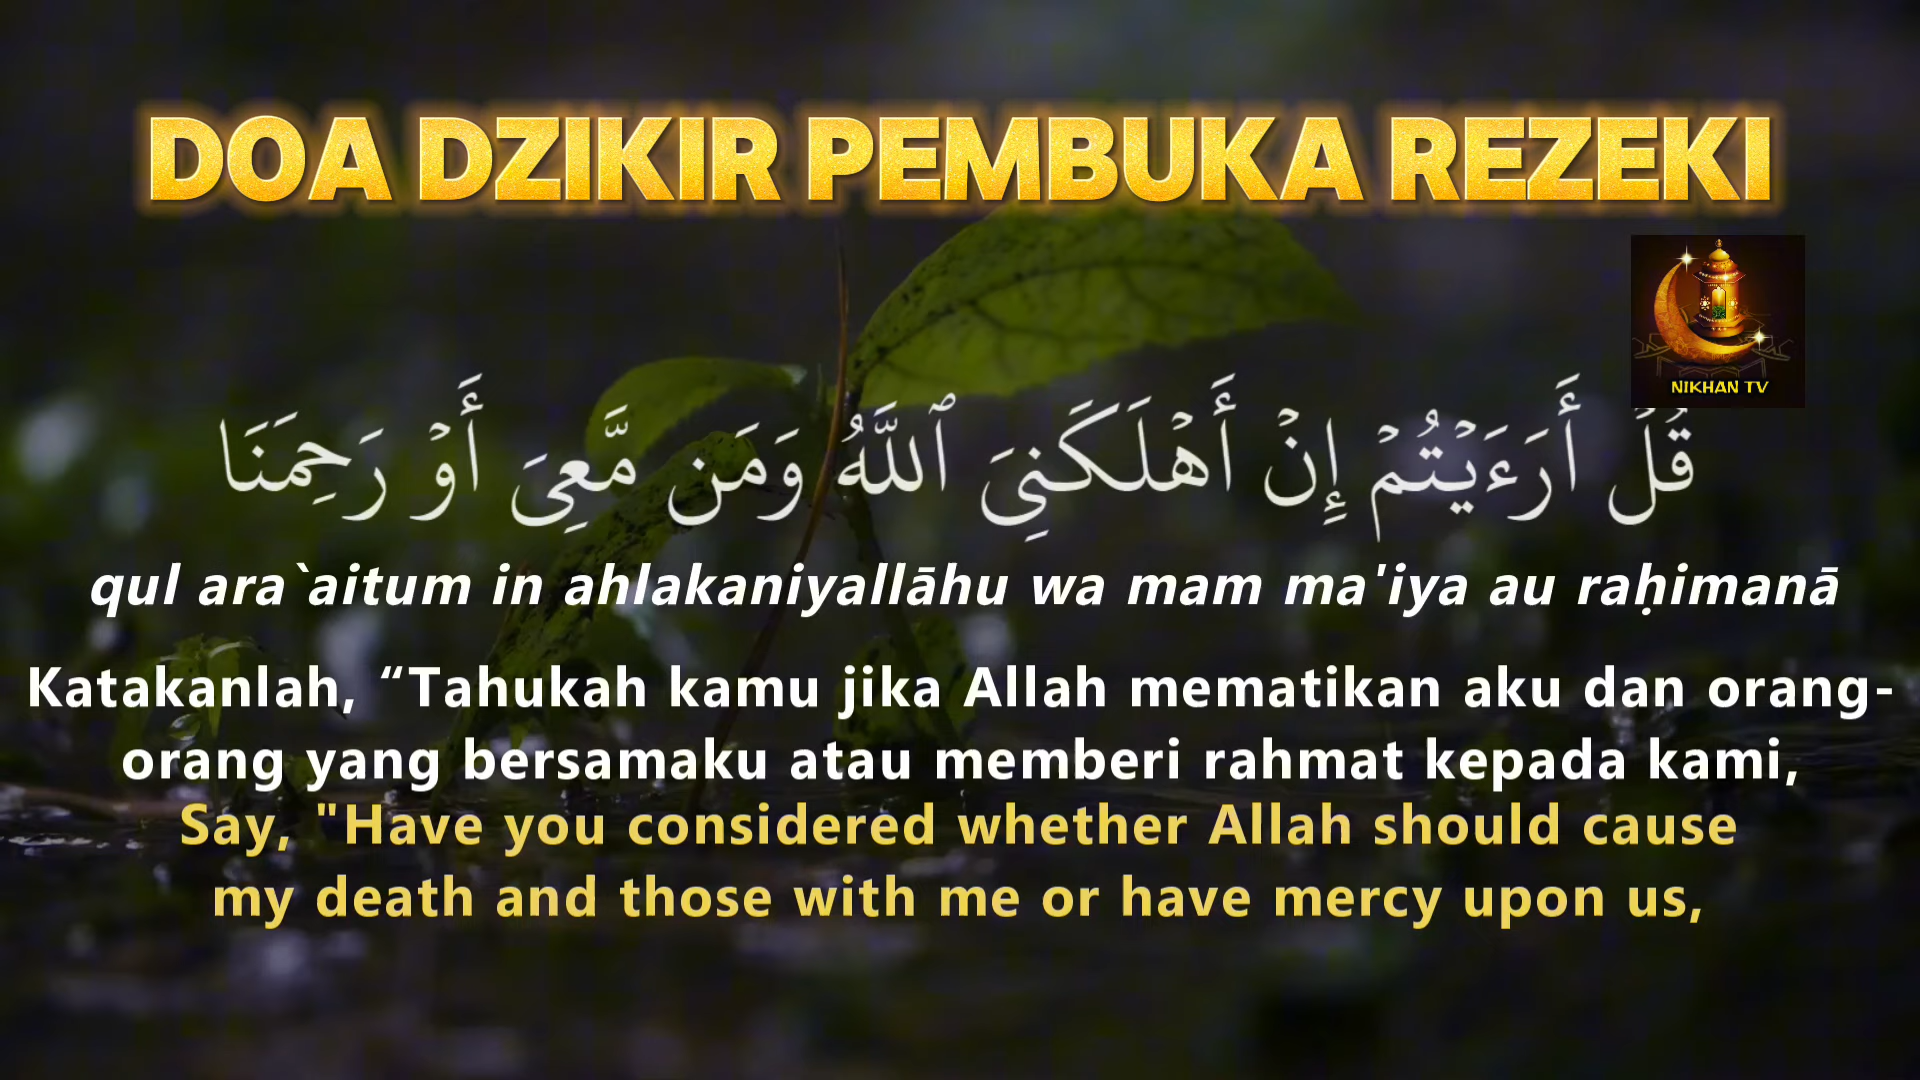 DOA DZIKIR PEMBUKA REZEKI
NIKHAN TV
قُلْ أَرَءَيْتُمْ إِنْ أَهْلَكَنِىَ ٱللَّهُ وَمَن مَّعِىَ أَوْ رَحِمَنَا
qul ara`aitum in ahlakaniyallāhu wa mam ma'iya au raḥimanā
Katakanlah, “Tahukah kamu jika Allah mematikan aku dan orang-
orang yang bersamaku atau memberi rahmat kepada kami,
Say, "Have you considered whether Allah should cause
my death and those with me or have mercy upon us,